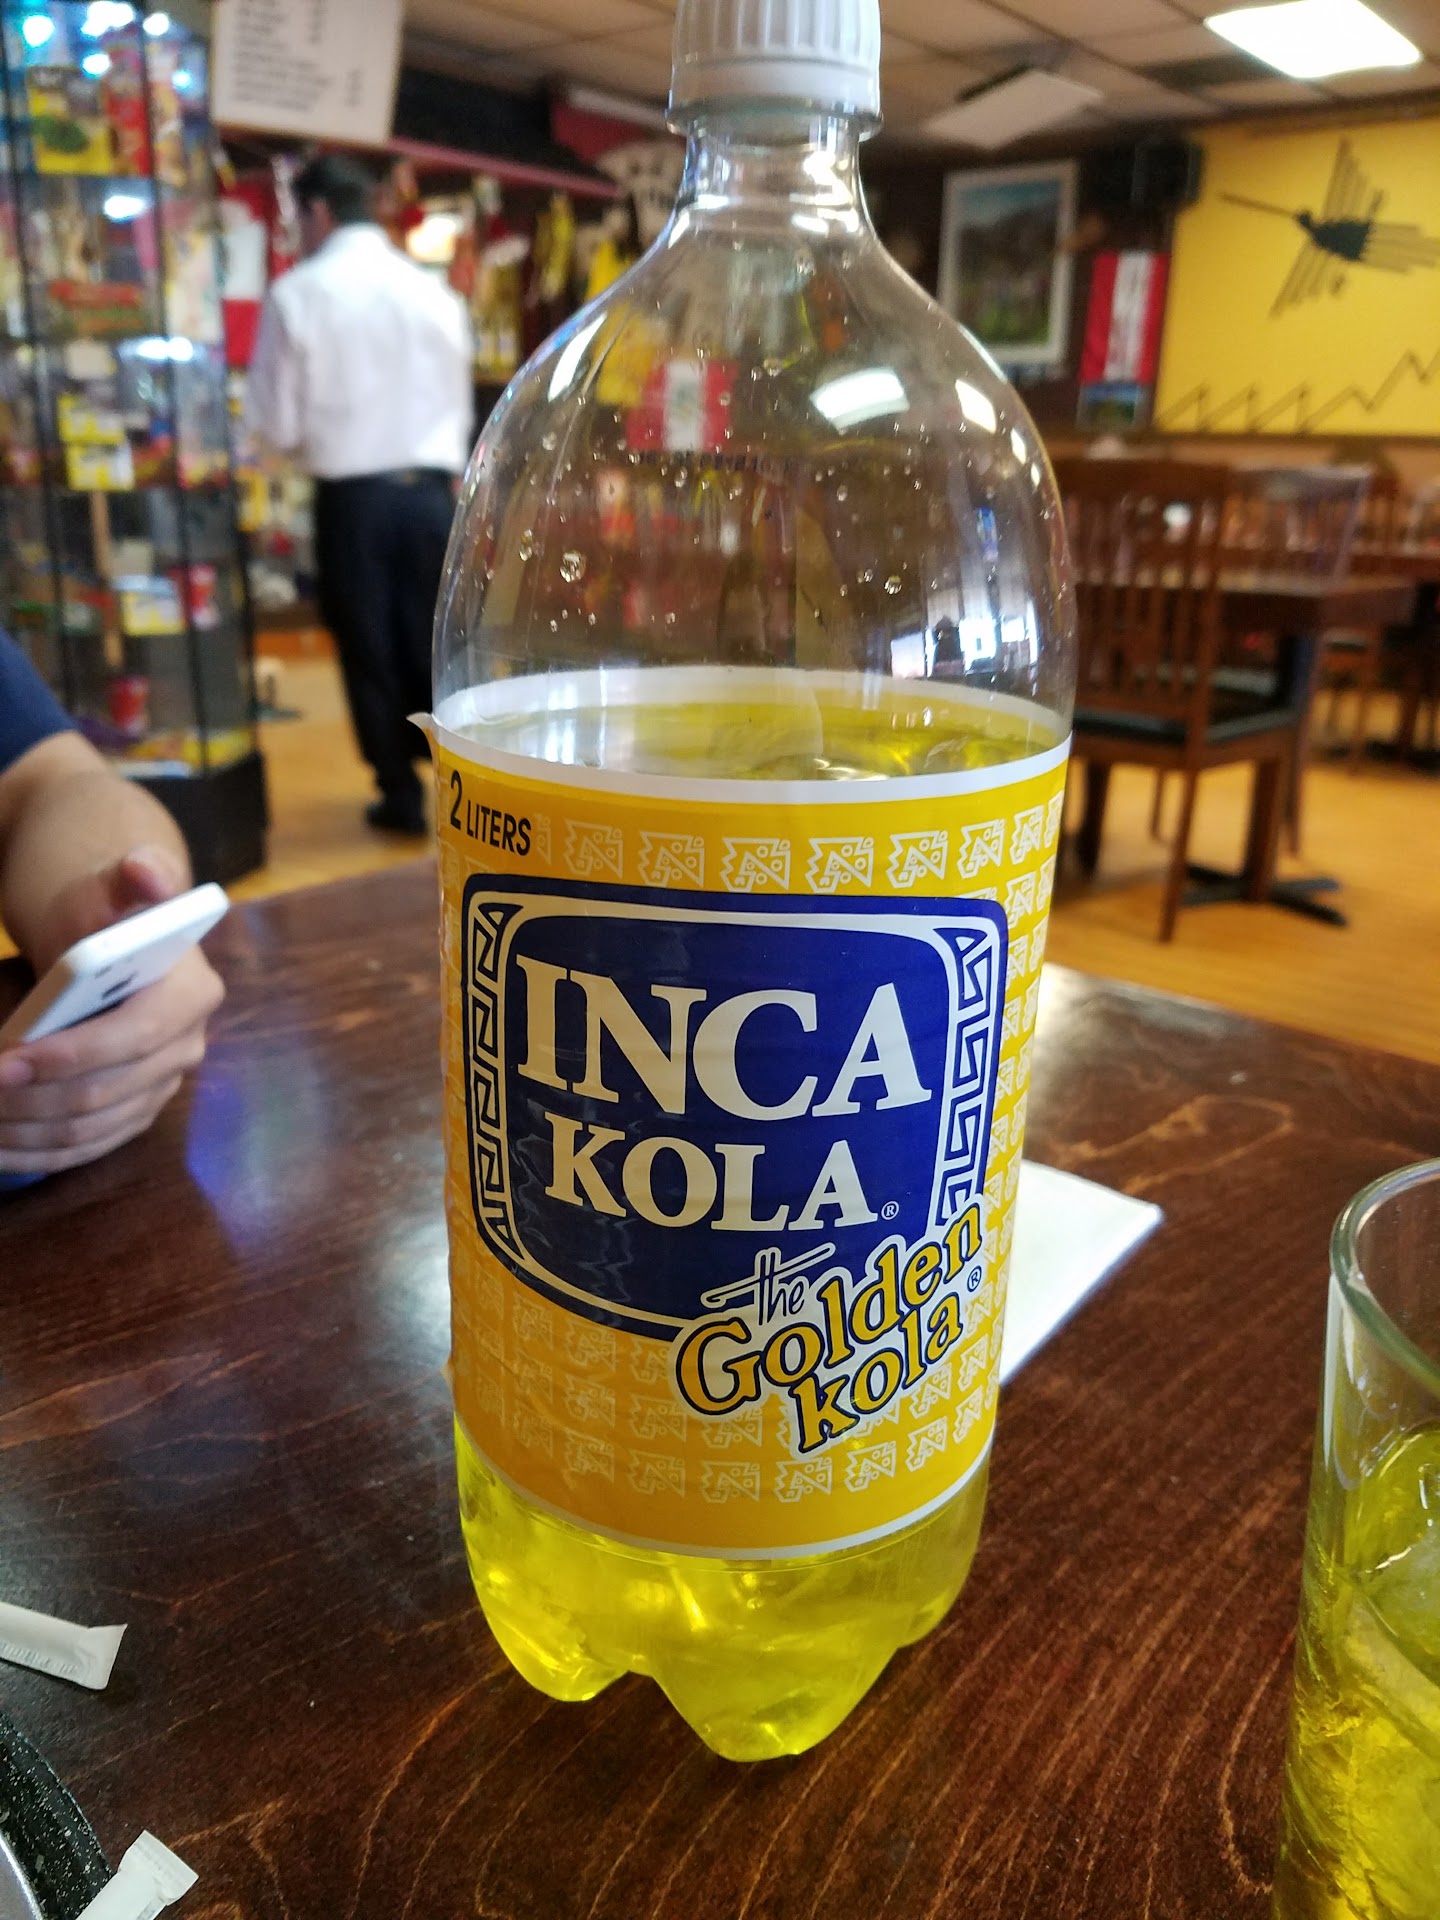 2 LITERS
INCA
KOLA®
the
Golden
kola®